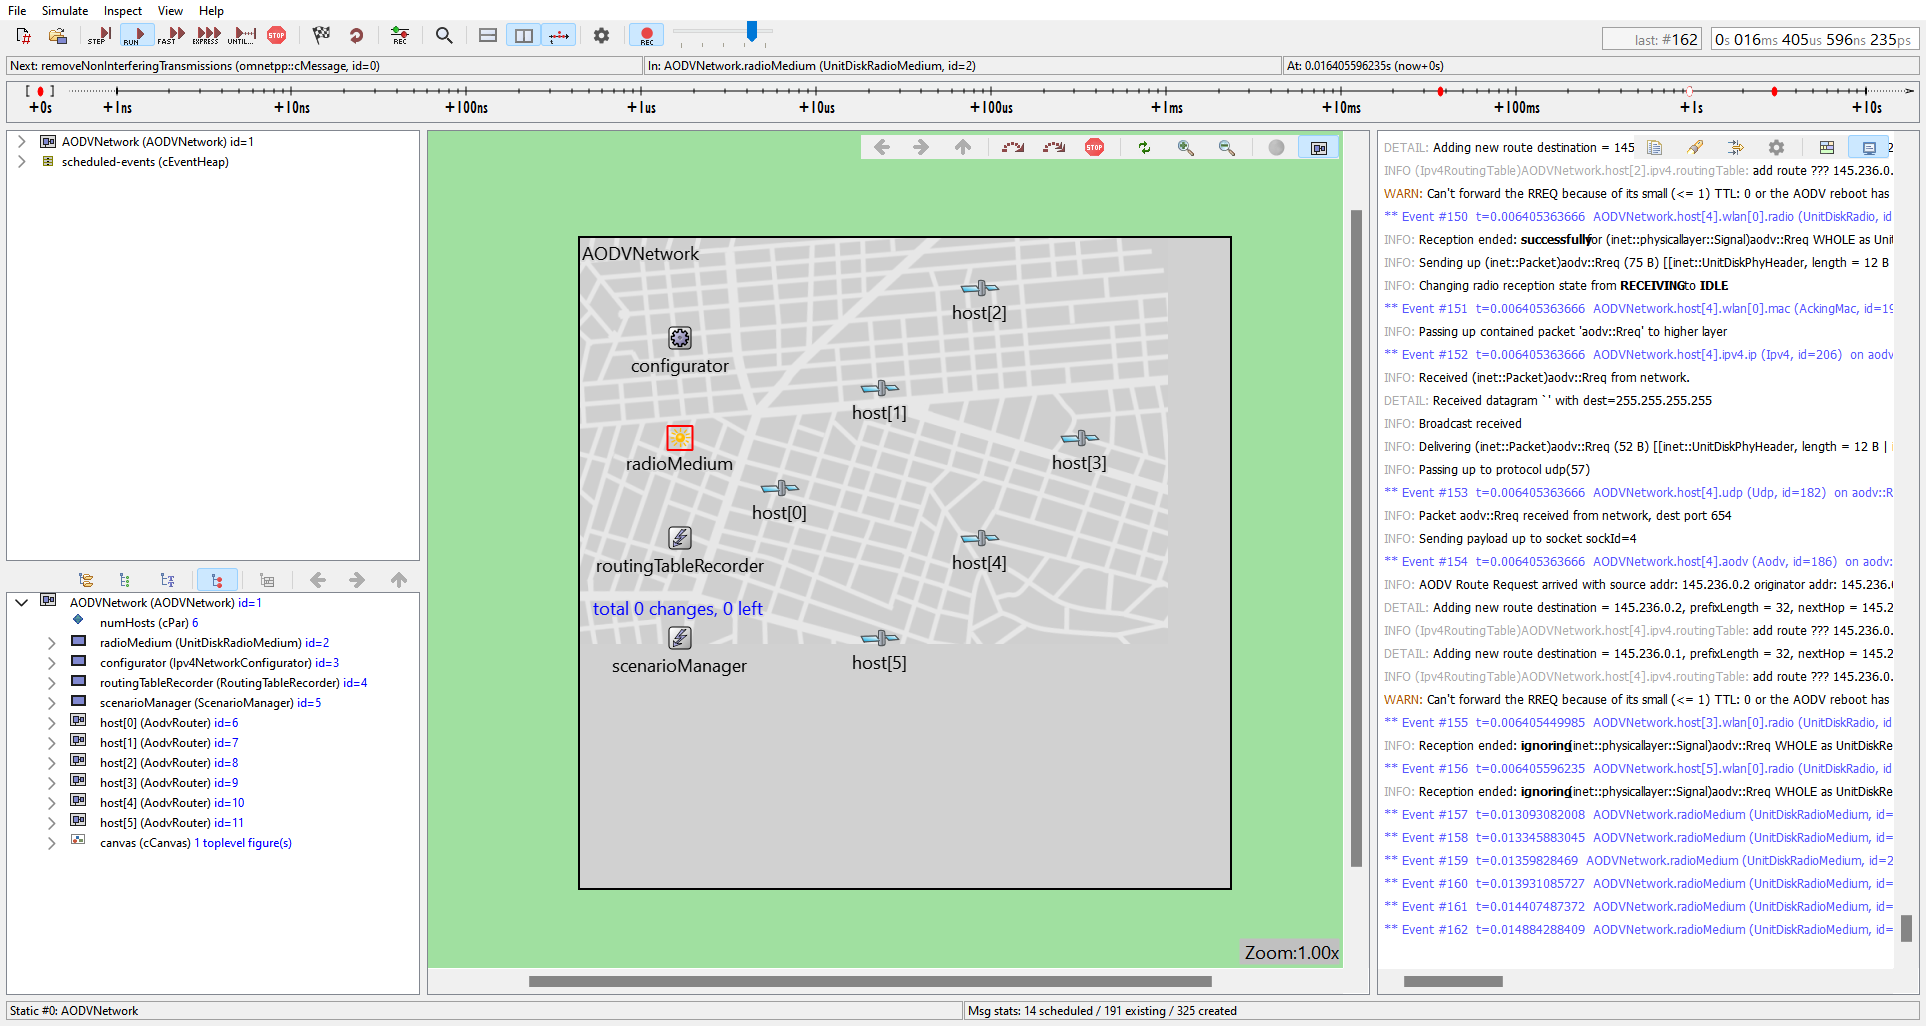 File Simulate Inspect View Help
STEP RUN FAST EXPRESS UNTIL... STOP REC REC
last: #162 0s 016ms 405us 596ns 235ps
Next: removeNonInterferingTransmissions (omnetpp::cMessage, id=0)
In: AODVNetwork.radioMedium (UnitDiskRadioMedium, id=2)
At: 0.016405596235s (now+0s)
+0s +1ns +10ns +100ns +1us +10us +100us +1ms +10ms +100ms +1s +10s
AODVNetwork (AODVNetwork) id=1
scheduled-events (cEventHeap)
AODVNetwork (AODVNetwork) id=1
numHosts (cPar) 6
radioMedium (UnitDiskRadioMedium) id=2
configurator (Ipv4NetworkConfigurator) id=3
routingTableRecorder (RoutingTableRecorder) id=4
scenarioManager (ScenarioManager) id=5
host[0] (AodvRouter) id=6
host[1] (AodvRouter) id=7
host[2] (AodvRouter) id=8
host[3] (AodvRouter) id=9
host[4] (AodvRouter) id=10
host[5] (AodvRouter) id=11
canvas (cCanvas) 1 toplevel figure(s)
STOP
AODVNetwork
host[2]
configurator
host[1]
radioMedium
host[3]
host[0]
routingTableRecorder
host[4]
total 0 changes, 0 left
scenarioManager
host[5]
Zoom:1.00x
DETAIL: Adding new route destination = 145
INFO (Ipv4RoutingTable)AODVNetwork.host[2].ipv4.routingTable: add route ??? 145.236.0.
WARN: Can't forward the RREQ because of its small (<= 1) TTL: 0 or the AODV reboot has
** Event #150 t=0.006405363666 AODVNetwork.host[4].wlan[0].radio (UnitDiskRadio, id
INFO: Reception ended: successfully for (inet::physicallayer::Signal)aodv::Rreq WHOLE as Uni
INFO: Sending up (inet::Packet)aodv::Rreq (75 B) [[inet::UnitDiskPhyHeader, length = 12 B
INFO: Changing radio reception state from RECEIVING to IDLE
** Event #151 t=0.006405363666 AODVNetwork.host[4].wlan[0].mac (AckingMac, id=19
INFO: Passing up contained packet 'aodv::Rreq' to higher layer
** Event #152 t=0.006405363666 AODVNetwork.host[4].ipv4.ip (Ipv4, id=206) on aodv
INFO: Received (inet::Packet)aodv::Rreq from network.
DETAIL: Received datagram `' with dest=255.255.255.255
INFO: Broadcast received
INFO: Delivering (inet::Packet)aodv::Rreq (52 B) [[inet::UnitDiskPhyHeader, length = 12 B |
INFO: Passing up to protocol udp(57)
** Event #153 t=0.006405363666 AODVNetwork.host[4].udp (Udp, id=182) on aodv::R
INFO: Packet aodv::Rreq received from network, dest port 654
INFO: Sending payload up to socket sockId=4
** Event #154 t=0.006405363666 AODVNetwork.host[4].aodv (Aodv, id=186) on aodv:
INFO: AODV Route Request arrived with source addr: 145.236.0.2 originator addr: 145.236.
DETAIL: Adding new route destination = 145.236.0.2, prefixLength = 32, nextHop = 145.2
INFO (Ipv4RoutingTable)AODVNetwork.host[4].ipv4.routingTable: add route ??? 145.236.0.
DETAIL: Adding new route destination = 145.236.0.1, prefixLength = 32, nextHop = 145.2
INFO (Ipv4RoutingTable)AODVNetwork.host[4].ipv4.routingTable: add route ??? 145.236.0.
WARN: Can't forward the RREQ because of its small (<= 1) TTL: 0 or the AODV reboot has
** Event #155 t=0.006405449985 AODVNetwork.host[3].wlan[0].radio (UnitDiskRadio, id
INFO: Reception ended: ignoring (inet::physicallayer::Signal)aodv::Rreq WHOLE as UnitDiskRe
** Event #156 t=0.006405596235 AODVNetwork.host[5].wlan[0].radio (UnitDiskRadio, id
INFO: Reception ended: ignoring (inet::physicallayer::Signal)aodv::Rreq WHOLE as UnitDiskRe
** Event #157 t=0.013093082008 AODVNetwork.radioMedium (UnitDiskRadioMedium, id=
** Event #158 t=0.013345883045 AODVNetwork.radioMedium (UnitDiskRadioMedium, id=
** Event #159 t=0.01359828469 AODVNetwork.radioMedium (UnitDiskRadioMedium, id=2
** Event #160 t=0.013931085727 AODVNetwork.radioMedium (UnitDiskRadioMedium, id=
** Event #161 t=0.014407487372 AODVNetwork.radioMedium (UnitDiskRadioMedium, id=
** Event #162 t=0.014884288409 AODVNetwork.radioMedium (UnitDiskRadioMedium, id=
Static #0: AODVNetwork
Msg stats: 14 scheduled / 191 existing / 325 created